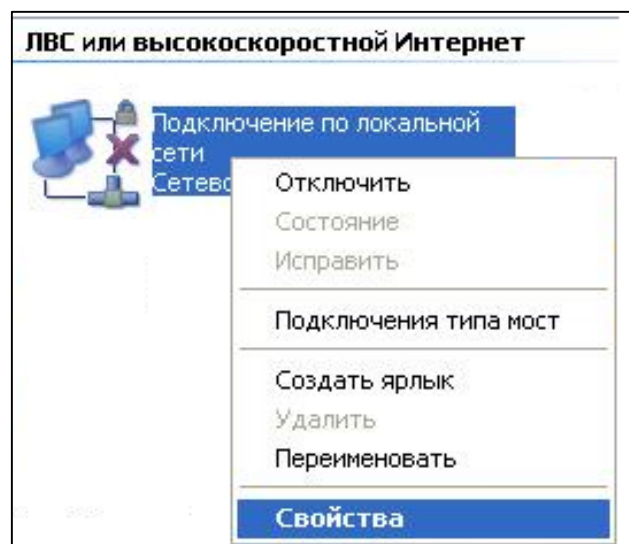 ЛВС или высокоскоростной Интернет
Подключение по локальной
сети
Отключить
Состояние
Исправить
Подключения типа мост
Создать ярлык
Удалить
Переименовать
Свойства